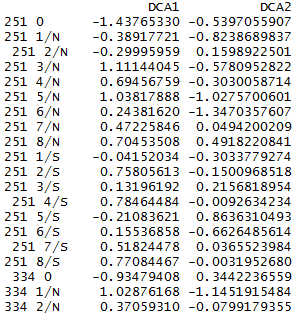 DCA1 DCA2
251 0 -1.43765330 -0.5397055907
251 1/N -0.38917721 -0.8238689837
251 2/N -0.29995959 0.1598922501
251 3/N 1.11144045 -0.5780952822
251 4/N 0.69456759 -0.3030058714
251 5/N 1.03817888 -1.0275700601
251 6/N 0.24381620 -1.3470357607
251 7/N 0.47225846 0.0494200209
251 8/N 0.70453508 0.4918220841
251 1/S -0.04152034 -0.3033779274
251 2/S 0.75805613 -0.1500968518
251 3/S 0.13196192 0.2156818954
251 4/S 0.78464484 -0.0092634234
251 5/S -0.21083621 0.8636310493
251 6/S 0.15536858 -0.6626485614
251 7/S 0.51824478 0.0365523984
251 8/S 0.77084467 -0.0031952680
334 0 -0.93479408 0.3442236559
334 1/N 1.02876168 -1.1451915484
334 2/N 0.37059310 -0.0799179355